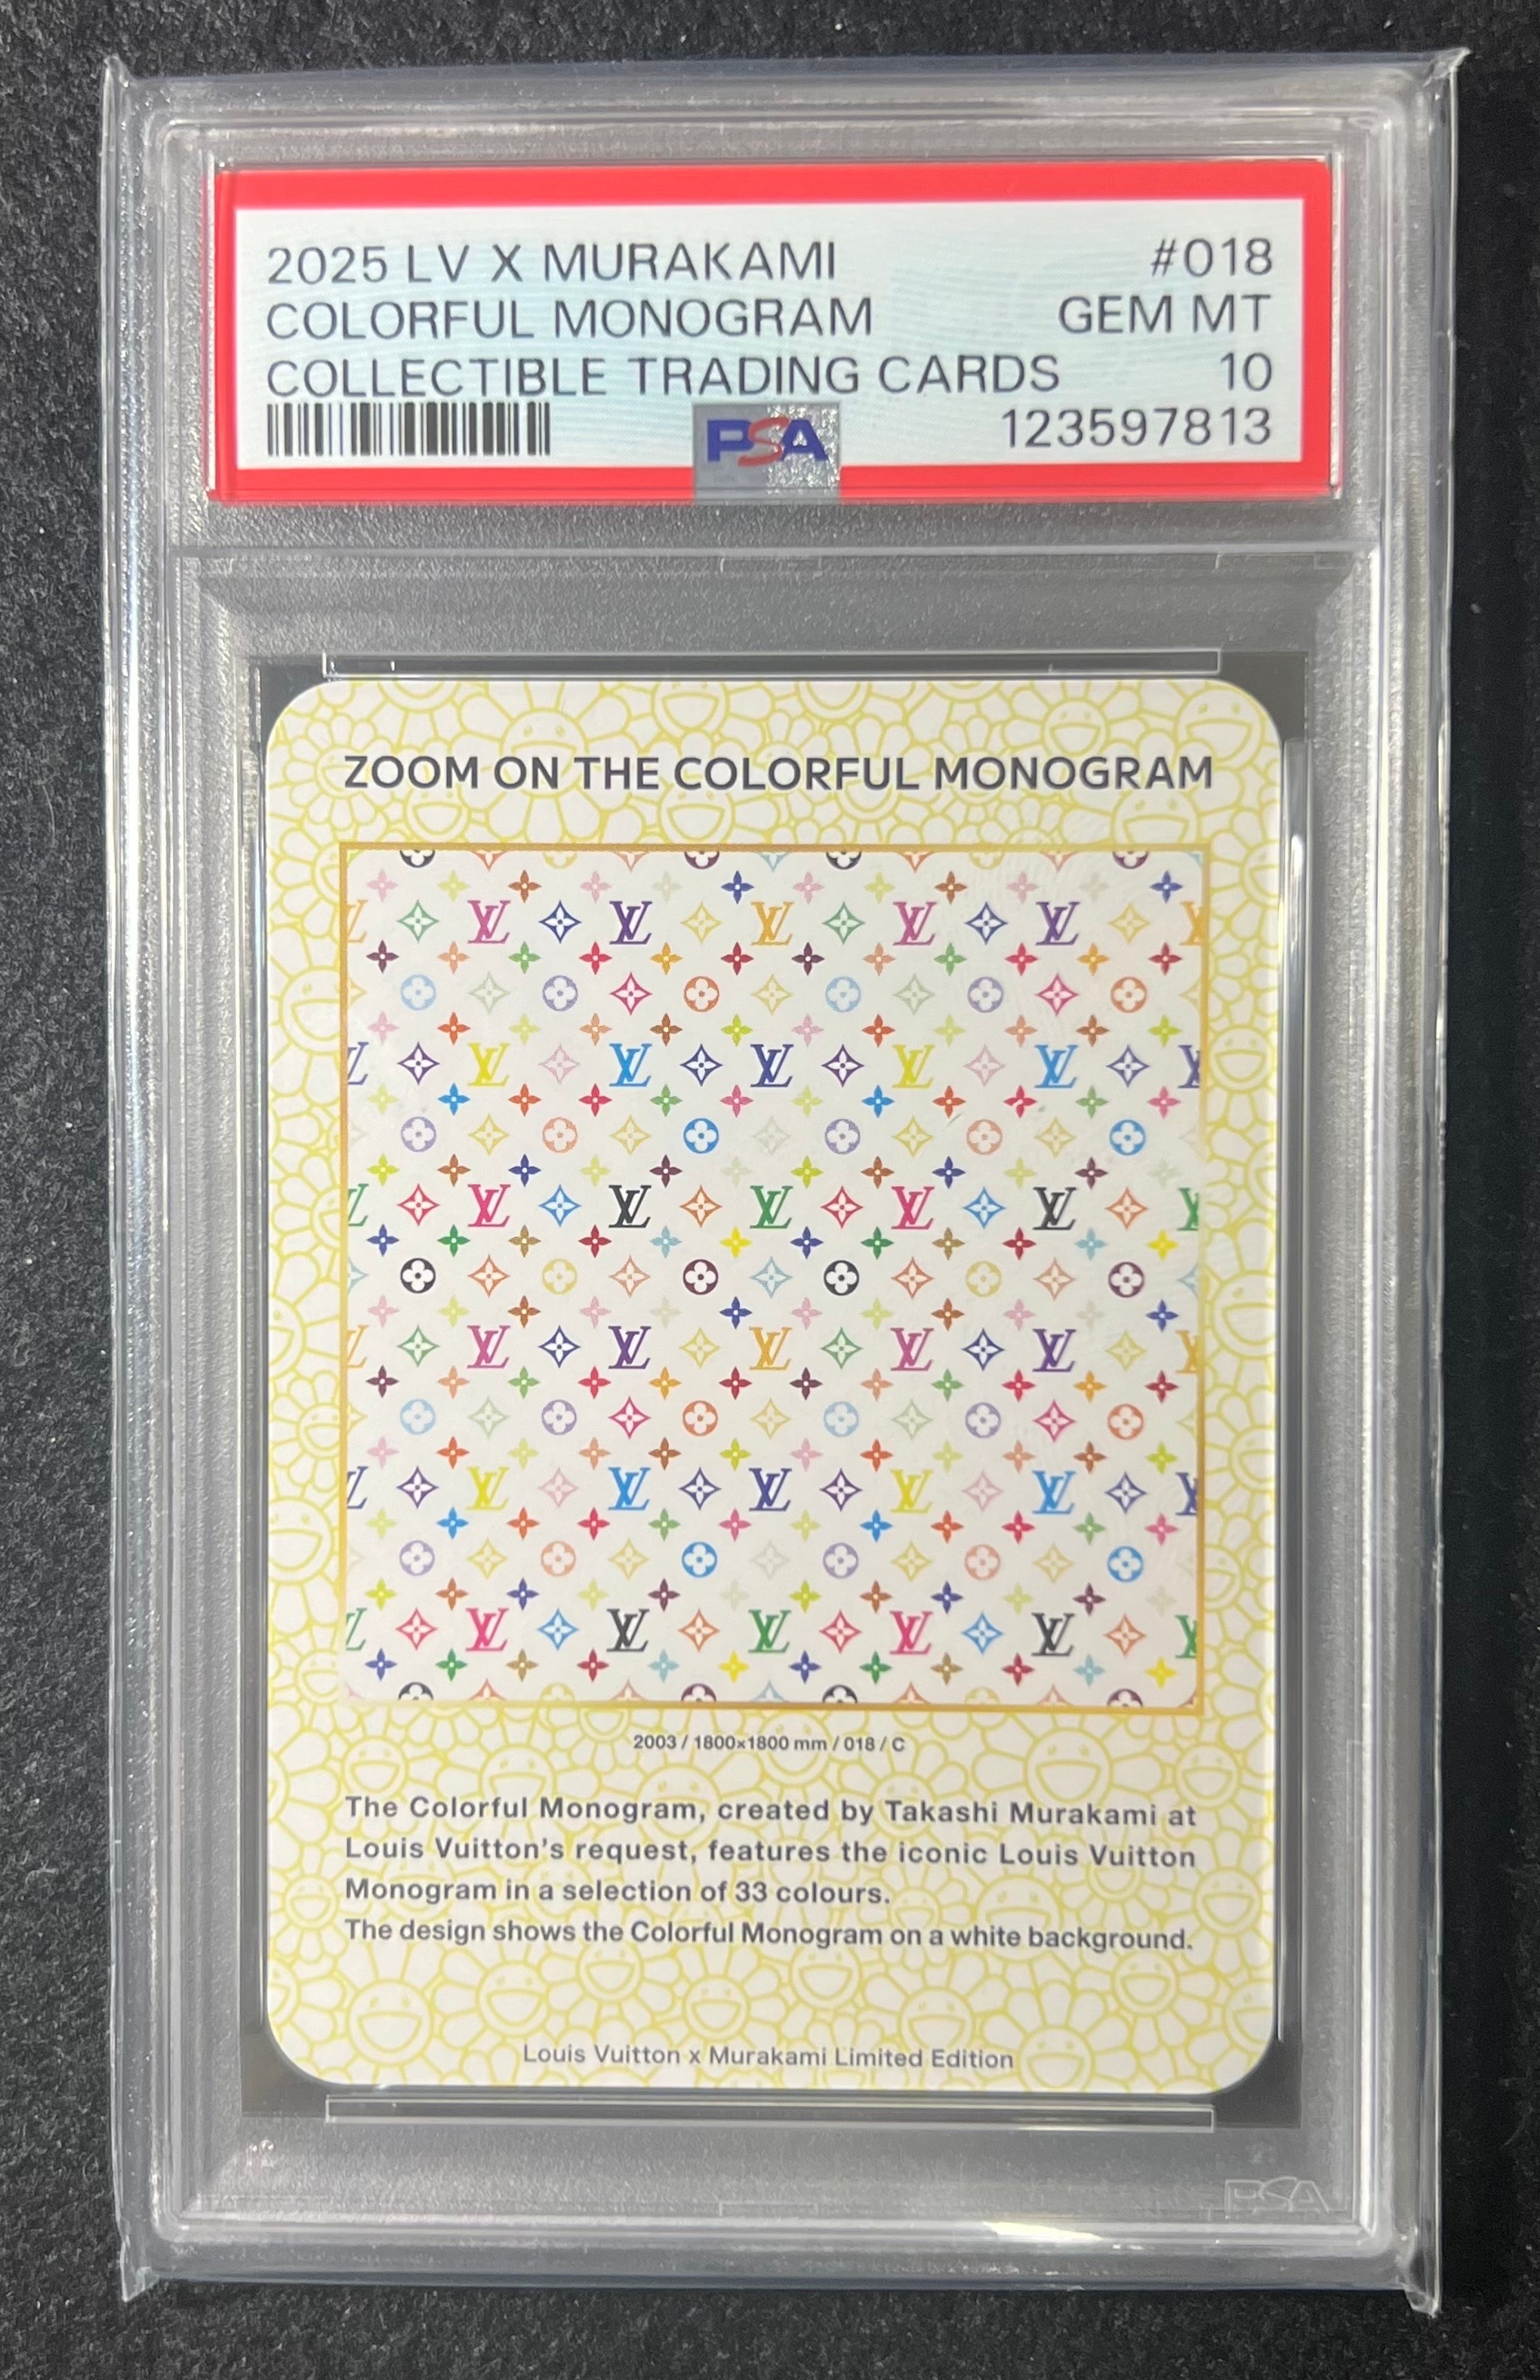 2025 LV X MURAKAMI #018
COLORFUL MONOGRAM GEM MT
COLLECTIBLE TRADING CARDS 10
PSA 123597813
ZOOM ON THE COLORFUL MONOGRAM
2003 / 1800x1800 mm / 018 / C
The Colorful Monogram, created by Takashi Murakami at
Louis Vuitton's request, features the iconic Louis Vuitton
Monogram in a selection of 33 colours.
The design shows the Colorful Monogram on a white background.
Louis Vuitton x Murakami Limited Edition
PSA